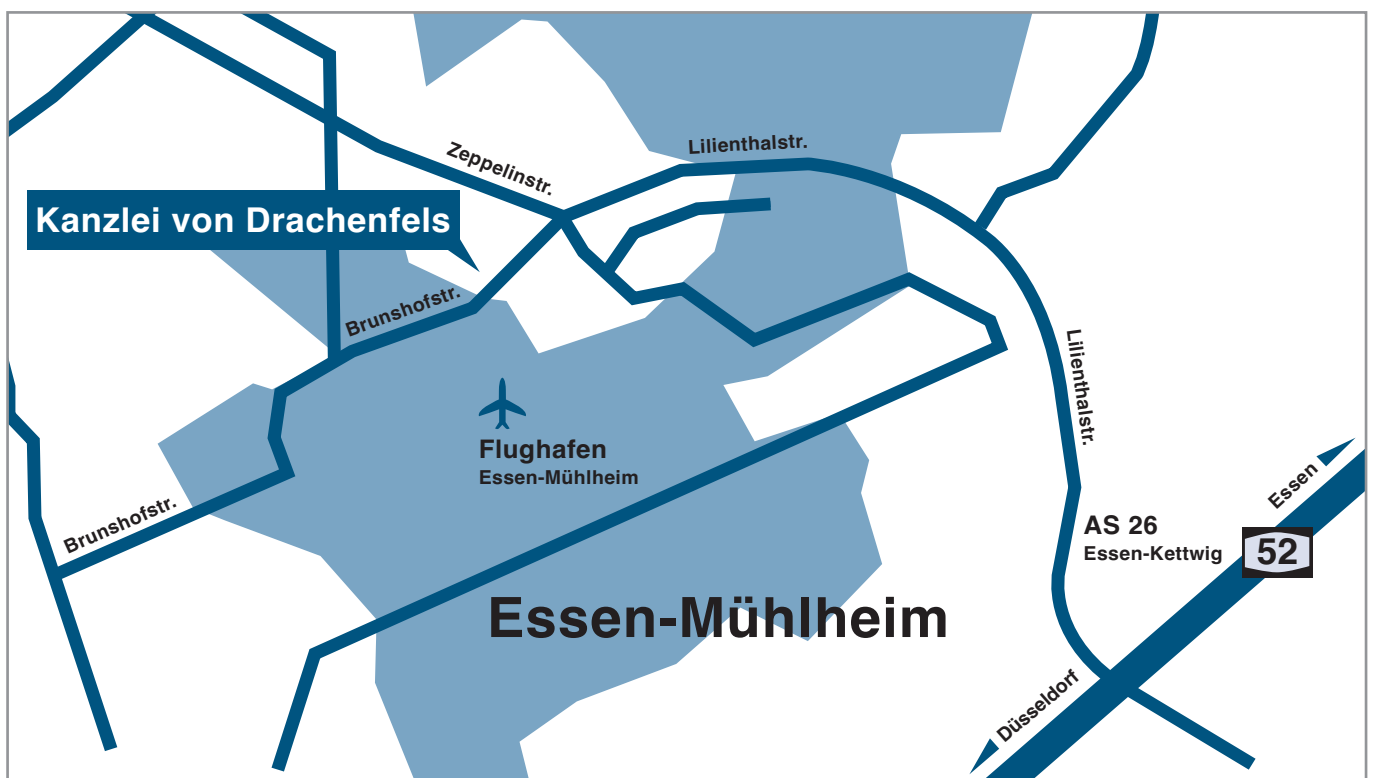 Lilienthalstr.
Zeppelinstr.
Kanzlei von Drachenfels
Brunshofstr.
Lilienthalstr.
Flughafen
Essen-Mühlheim
Essen
Brunshofstr.
AS 26
Essen-Kettwig
52
Essen-Mühlheim
Düsseldorf